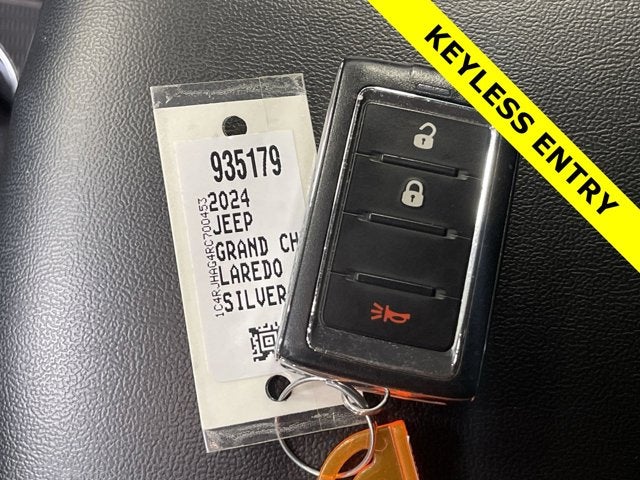 KEYLESS ENTRY
935179
1C4RJHAG4RC700453
2024
JEEP
GRAND CH
LAREDO
SILVER